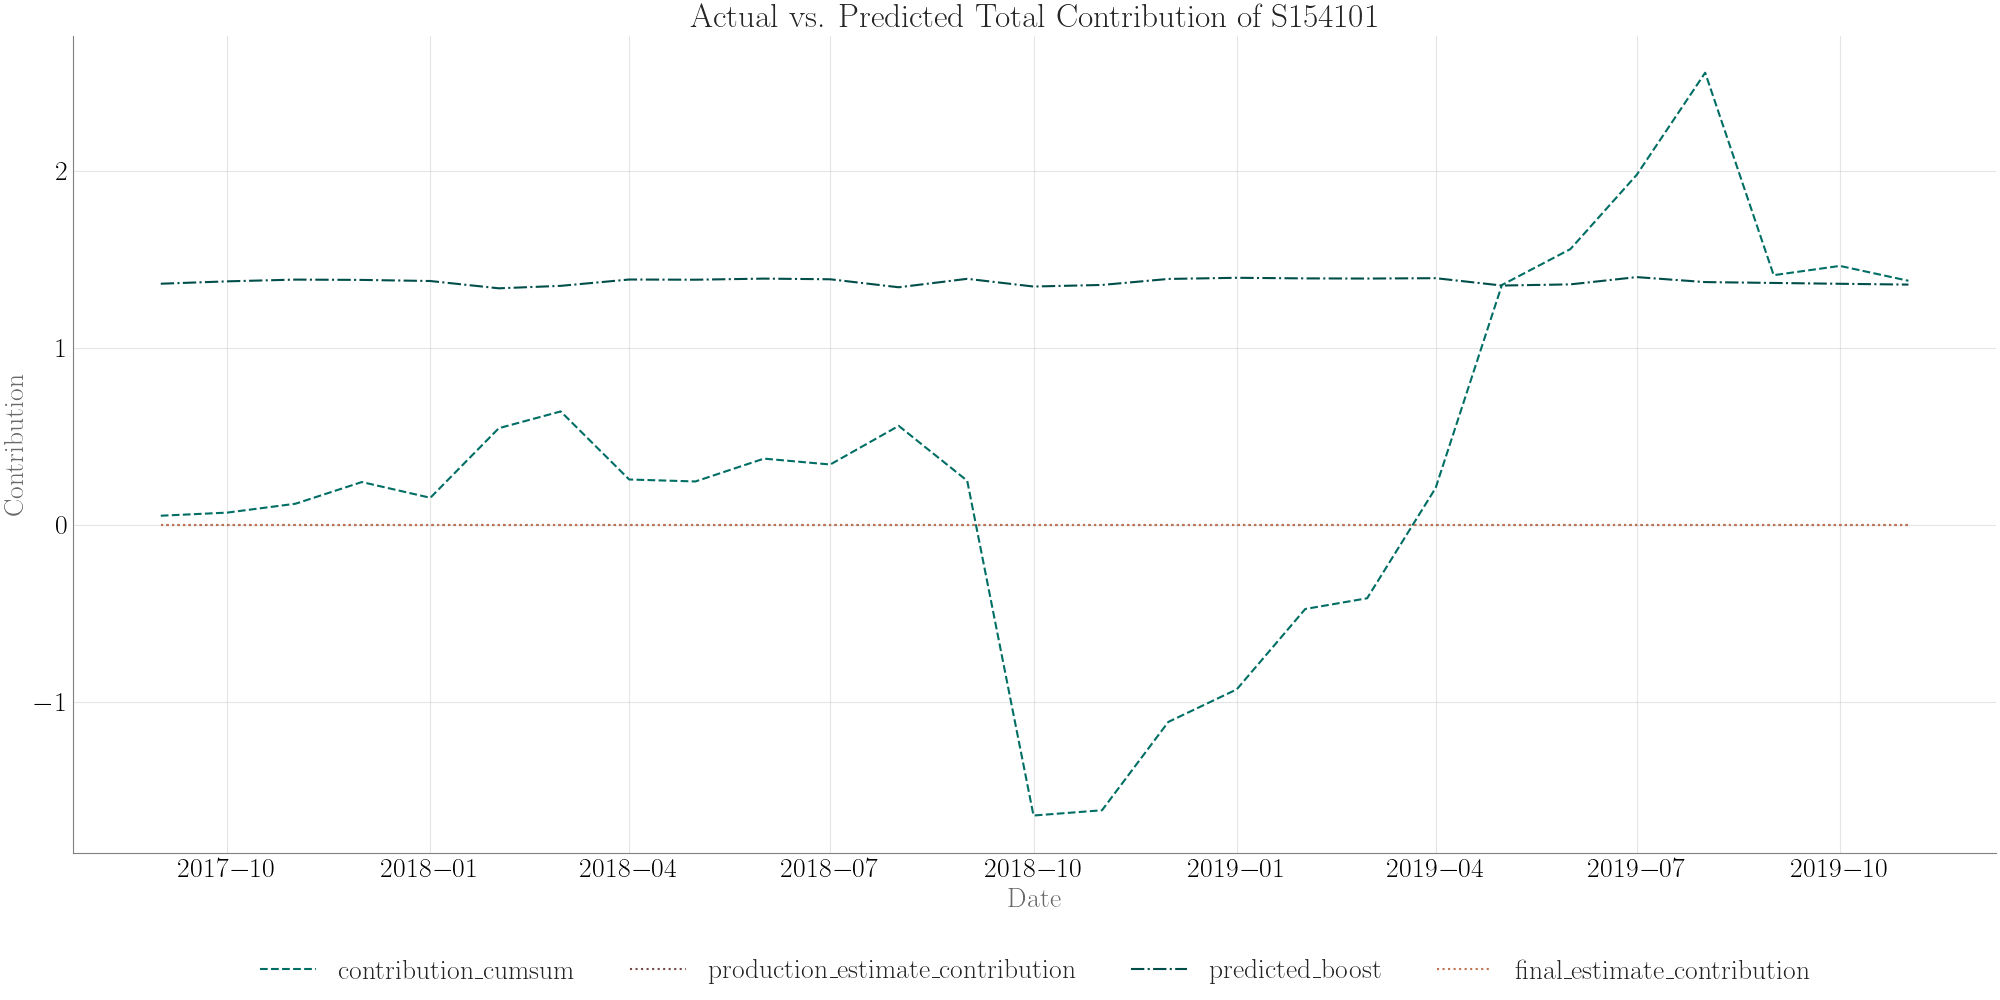 Actual vs. Predicted Total Contribution of S154101
Contribution
2
1
0
−1
2017−10 2018−01 2018−04 2018−07 2018−10 2019−01 2019−04 2019−07 2019−10
Date
contribution_cumsum production_estimate_contribution predicted_boost final_estimate_contribution